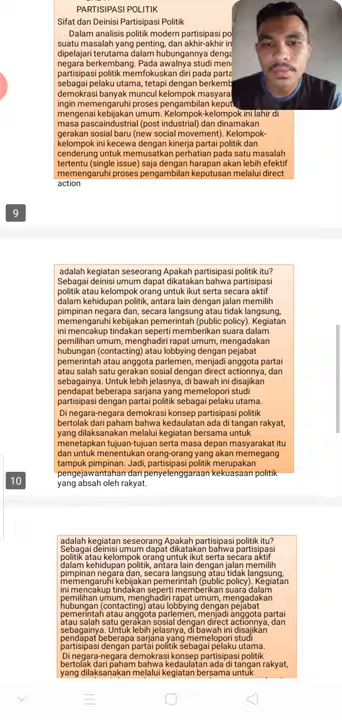 PARTISIPASI POLITIK
Sifat dan Deinisi Partisipasi Politik
Dalam analisis politik modern partisipasi po
suatu masalah yang penting, dan akhir-akhir in
dipelajari terutama dalam hubungannya denga
negara berkembang. Pada awalnya studi men
partisipasi politik memfokuskan diri pada parta
sebagai pelaku utama, tetapi dengan berkemb
demokrasi banyak muncul kelompok masyara
ingin memengaruhi proses pengambilan keput
mengenai kebijakan umum. Kelompok-kelompok ini lahir di
masa pascaindustrial (post industrial) dan dinamakan
gerakan sosial baru (new social movement). Kelompok-
kelompok ini kecewa dengan kinerja partai politik dan
cenderung untuk memusatkan perhatian pada satu masalah
tertentu (single issue) saja dengan harapan akan lebih efektif
memengaruhi proses pengambilan keputusan melalui direct
action
9
adalah kegiatan seseorang Apakah partisipasi politik itu?
Sebagai deinisi umum dapat dikatakan bahwa partisipasi
politik atau kelompok orang untuk ikut serta secara aktif
dalam kehidupan politik, antara lain dengan jalan memilih
pimpinan negara dan, secara langsung atau tidak langsung,
memengaruhi kebijakan pemerintah (public policy). Kegiatan
ini mencakup tindakan seperti memberikan suara dalam
pemilihan umum, menghadiri rapat umum, mengadakan
hubungan (contacting) atau lobbying dengan pejabat
pemerintah atau anggota parlemen, menjadi anggota partai
atau salah satu gerakan sosial dengan direct actionnya, dan
sebagainya. Untuk lebih jelasnya, di bawah ini disajikan
pendapat beberapa sarjana yang memelopori studi
partisipasi dengan partai politik sebagai pelaku utama.
Di negara-negara demokrasi konsep partisipasi politik
bertolak dari paham bahwa kedaulatan ada di tangan rakyat,
yang dilaksanakan melalui kegiatan bersama untuk
menetapkan tujuan-tujuan serta masa depan masyarakat itu
dan untuk menentukan orang-orang yang akan memegang
tampuk pimpinan. Jadi, partisipasi politik merupakan
pengejawantahan dari penyelenggaraan kekuasaan politik
yang absah oleh rakyat.
10
adalah kegiatan seseorang Apakah partisipasi politik itu?
Sebagai deinisi umum dapat dikatakan bahwa partisipasi
politik atau kelompok orang untuk ikut serta secara aktif
dalam kehidupan politik, antara lain dengan jalan memilih
pimpinan negara dan, secara langsung atau tidak langsung,
memengaruhi kebijakan pemerintah (public policy). Kegiatan
ini mencakup tindakan seperti memberikan suara dalam
pemilihan umum, menghadiri rapat umum, mengadakan
hubungan (contacting) atau lobbying dengan pejabat
pemerintah atau anggota parlemen, menjadi anggota partai
atau salah satu gerakan sosial dengan direct actionnya, dan
sebagainya. Untuk lebih jelasnya, di bawah ini disajikan
pendapat beberapa sarjana yang memelopori studi
partisipasi dengan partai politik sebagai pelaku utama.
Di negara-negara demokrasi konsep partisipasi politik
bertolak dari paham bahwa kedaulatan ada di tangan rakyat,
yang dilaksanakan melalui kegiatan bersama untuk